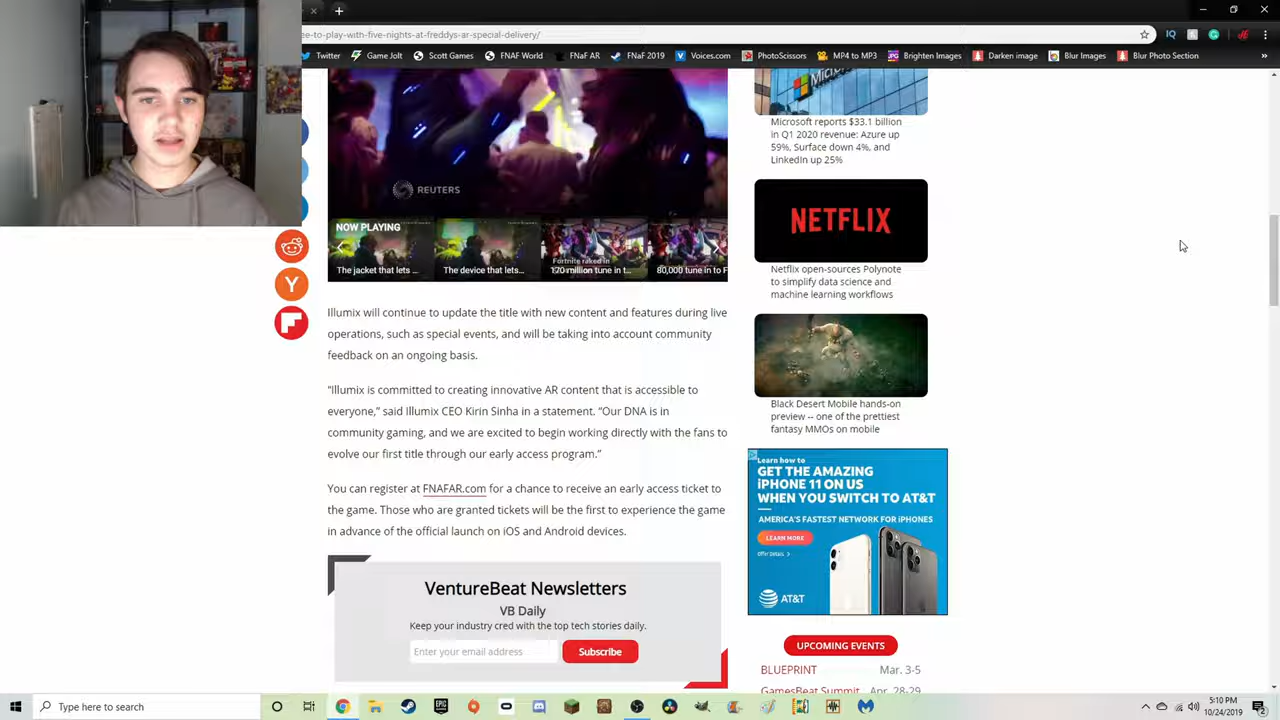 ee-to-play-with-five-nights-at-freddys-ar-special-delivery/
Twitter
Game Jolt
Scott Games
FNAF World
FNaF AR
FNaF 2019
Voices.com
PhotoScissors
MP4 to MP3
Brighten Images
Darken image
Blur Images
Blur Photo Section
REUTERS
NOW PLAYING
The jacket that lets ...
The device that lets...
Fortnite raked in
170 million tune in t...
80,000 tune in to F
Illumix will continue to update the title with new content and features during live
operations, such as special events, and will be taking into account community
feedback on an ongoing basis.
“Illumix is committed to creating innovative AR content that is accessible to
everyone,” said Illumix CEO Kirin Sinha in a statement. “Our DNA is in
community gaming, and we are excited to begin working directly with the fans to
evolve our first title through our early access program.”
You can register at FNAFAR.com for a chance to receive an early access ticket to
the game. Those who are granted tickets will be the first to experience the game
in advance of the official launch on iOS and Android devices.
VentureBeat Newsletters
VB Daily
Keep your industry cred with the top tech stories daily.
Enter your email address
Subscribe
Microsoft reports $33.1 billion
in Q1 2020 revenue: Azure up
59%, Surface down 4%, and
LinkedIn up 25%
NETFLIX
Netflix open-sources Polynote
to simplify data science and
machine learning workflows
Black Desert Mobile hands-on
preview -- one of the prettiest
fantasy MMOs on mobile
Learn how to
GET THE AMAZING
iPHONE 11 ON US
WHEN YOU SWITCH TO AT&T
AMERICA'S FASTEST NETWORK FOR iPHONES
LEARN MORE
Offer Details >
AT&T
UPCOMING EVENTS
BLUEPRINT Mar. 3-5
GamesBeat Summit Apr. 28-29
Type here to search
5:10 PM
10/24/2019